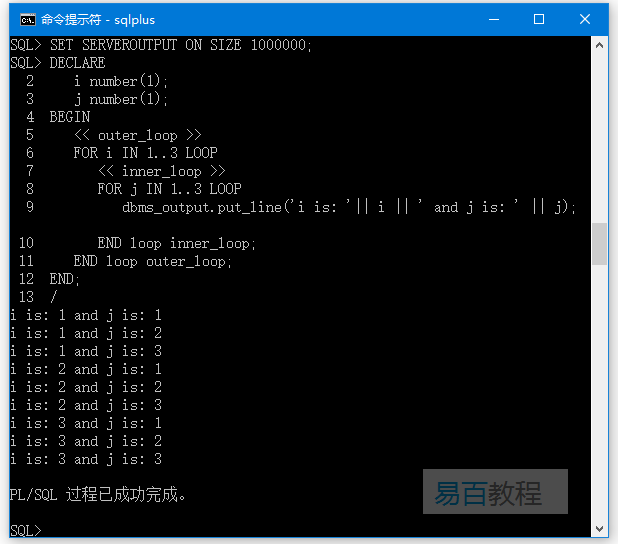 命令提示符 - sqlplus
SQL> SET SERVEROUTPUT ON SIZE 1000000;
SQL> DECLARE
  2     i number(1);
  3     j number(1);
  4  BEGIN
  5     << outer_loop >>
  6     FOR i IN 1..3 LOOP
  7        << inner_loop >>
  8        FOR j IN 1..3 LOOP
  9           dbms_output.put_line('i is: '|| i || ' and j is: ' || j);
 10        END loop inner_loop;
 11     END loop outer_loop;
 12  END;
 13  /
i is: 1 and j is: 1
i is: 1 and j is: 2
i is: 1 and j is: 3
i is: 2 and j is: 1
i is: 2 and j is: 2
i is: 2 and j is: 3
i is: 3 and j is: 1
i is: 3 and j is: 2
i is: 3 and j is: 3
易百教程
PL/SQL 过程已成功完成。
SQL>